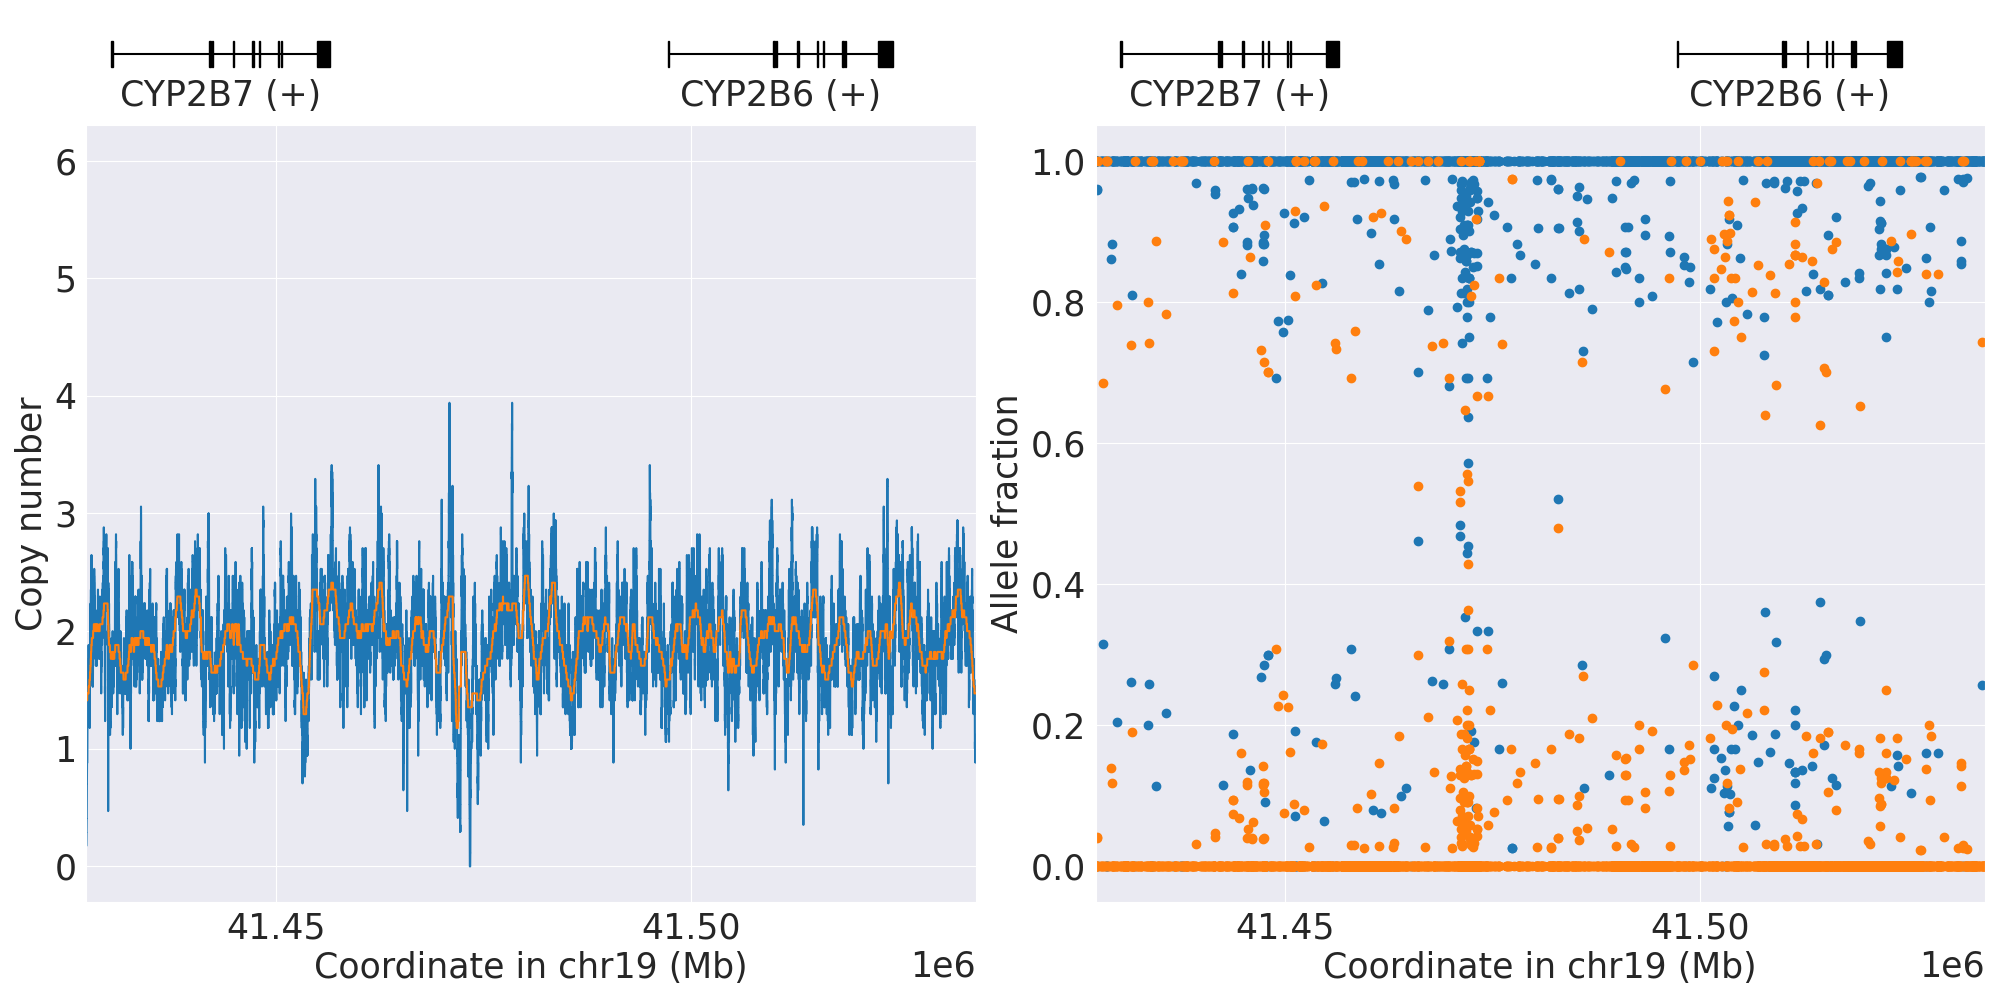 CYP2B7 (+)
CYP2B6 (+)
6
5
4
3
2
1
0
Copy number
41.45
41.50
Coordinate in chr19 (Mb)
1e6
CYP2B7 (+)
CYP2B6 (+)
1.0
0.8
0.6
0.4
0.2
0.0
Allele fraction
41.45
41.50
Coordinate in chr19 (Mb)
1e6